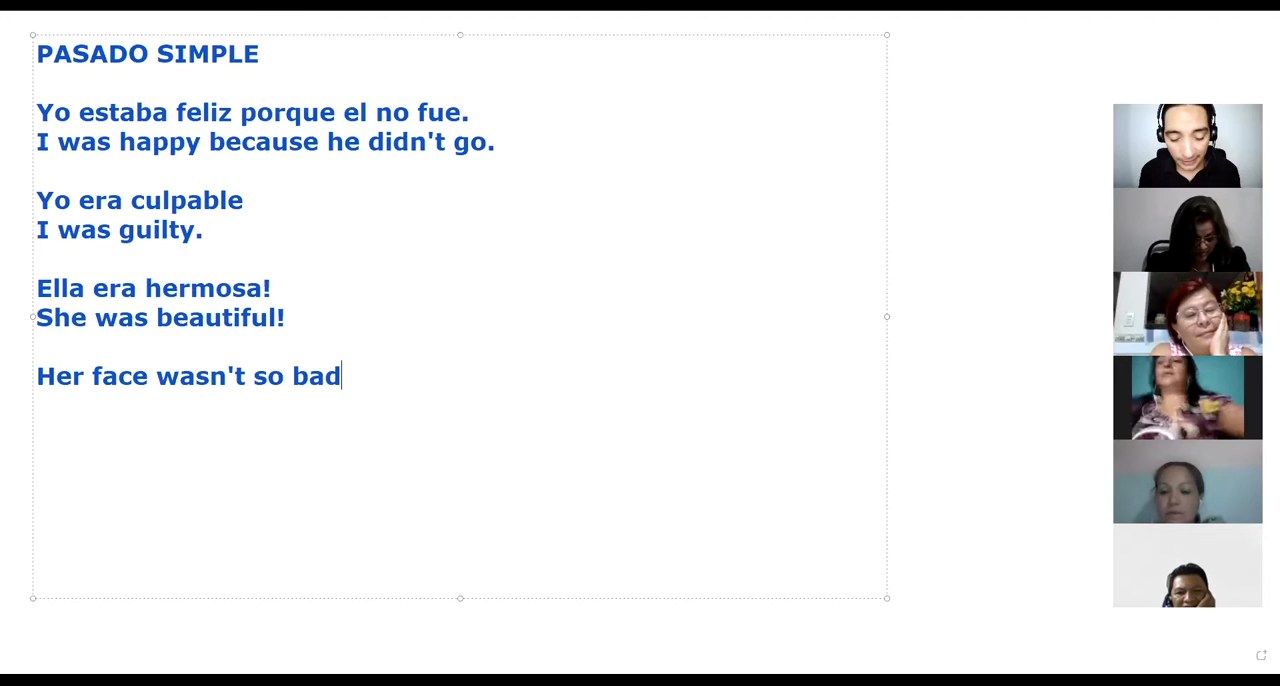 PASADO SIMPLE
Yo estaba feliz porque el no fue.
I was happy because he didn't go.
Yo era culpable
I was guilty.
Ella era hermosa!
She was beautiful!
Her face wasn't so bad